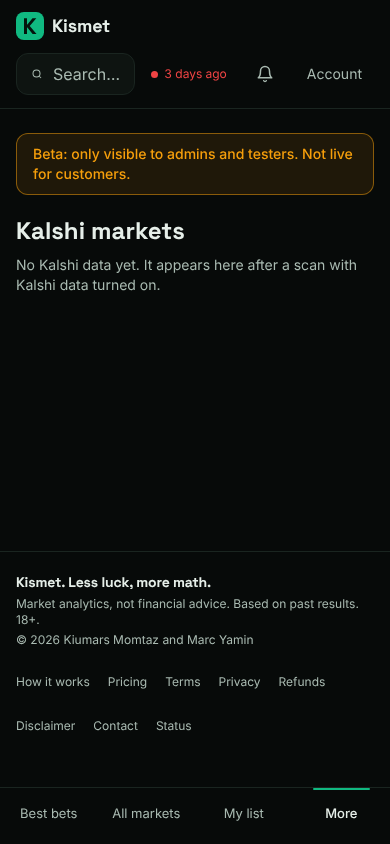 Kismet
Search...
3 days ago
Account
Beta: only visible to admins and testers. Not live
for customers.
Kalshi markets
No Kalshi data yet. It appears here after a scan with
Kalshi data turned on.
Kismet. Less luck, more math.
Market analytics, not financial advice. Based on past results.
18+.
© 2026 Kiumars Momtaz and Marc Yamin
How it works Pricing Terms Privacy Refunds
Disclaimer Contact Status
Best bets All markets My list More